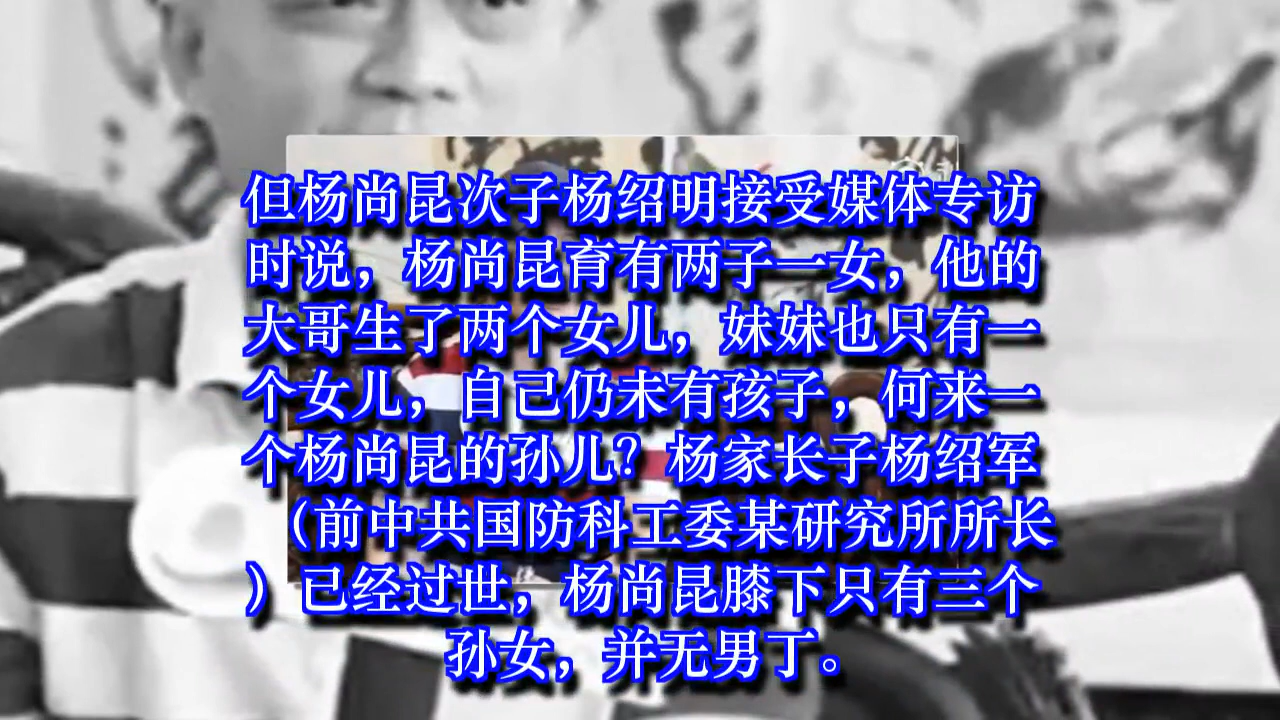 但杨尚昆次子杨绍明接受媒体专访
时说，杨尚昆育有两子一女，他的
大哥生了两个女儿，妹妹也只有一
个女儿，自己仍未有孩子，何来一
个杨尚昆的孙儿？杨家长子杨绍军
（前中共国防科工委某研究所所长
）已经过世，杨尚昆膝下只有三个
孙女，并无男丁。